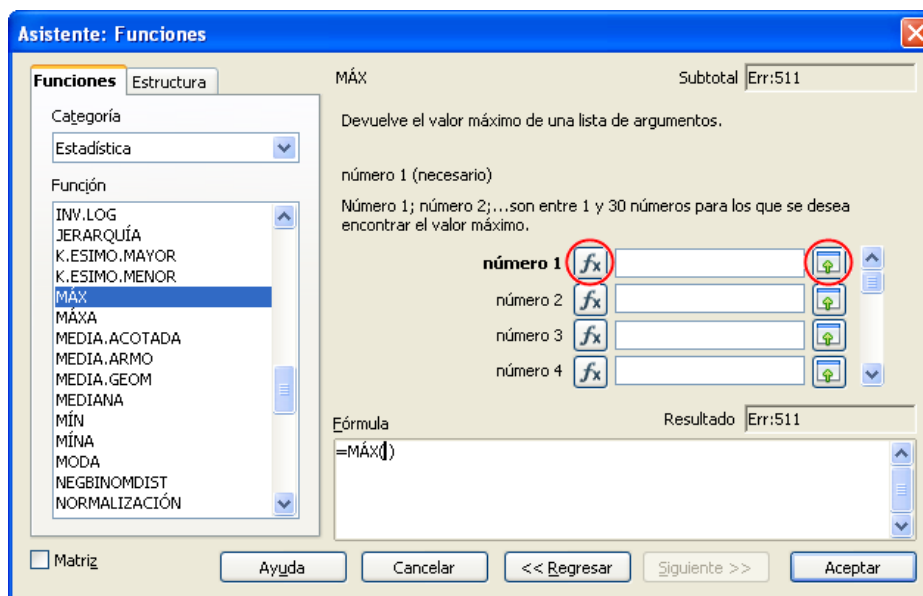 Asistente: Funciones
Funciones
Estructura
Categoría
Estadística
Función
INV.LOG
JERARQUÍA
K.ESIMO.MAYOR
K.ESIMO.MENOR
MÁX
MÁXA
MEDIA.ACOTADA
MEDIA.ARMO
MEDIA.GEOM
MEDIANA
MÍN
MÍNA
MODA
NEGBINOMDIST
NORMALIZACIÓN
MÁX
Subtotal Err:511
Devuelve el valor máximo de una lista de argumentos.
número 1 (necesario)
Número 1; número 2;...son entre 1 y 30 números para los que se desea
encontrar el valor máximo.
número 1 fx
número 2 fx
número 3 fx
número 4 fx
Fórmula
Resultado Err:511
=MÁX()
Matriz
Ayuda
Cancelar
<< Regresar
Siguiente >>
Aceptar